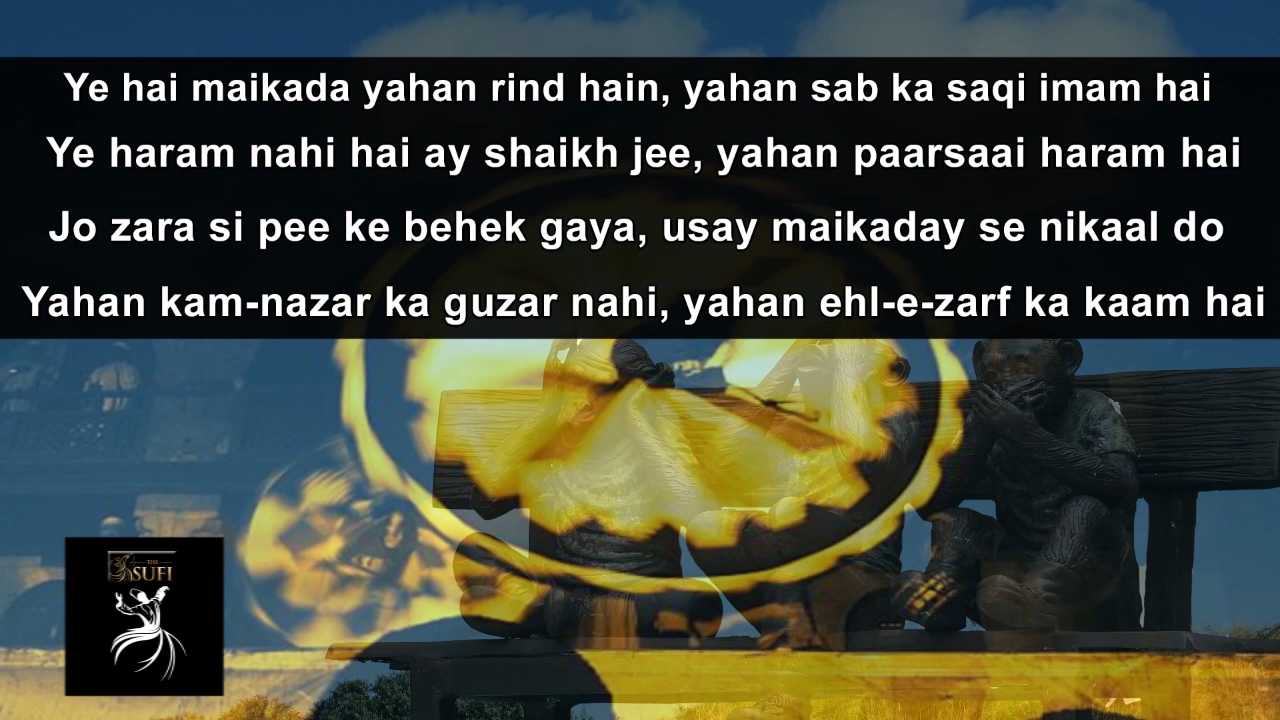 Ye hai maikada yahan rind hain, yahan sab ka saqi imam hai
Ye haram nahi hai ay shaikh jee, yahan paarsaai haram hai
Jo zara si pee ke behek gaya, usay maikaday se nikaal do
Yahan kam-nazar ka guzar nahi, yahan ehl-e-zarf ka kaam hai
THE
SUFI